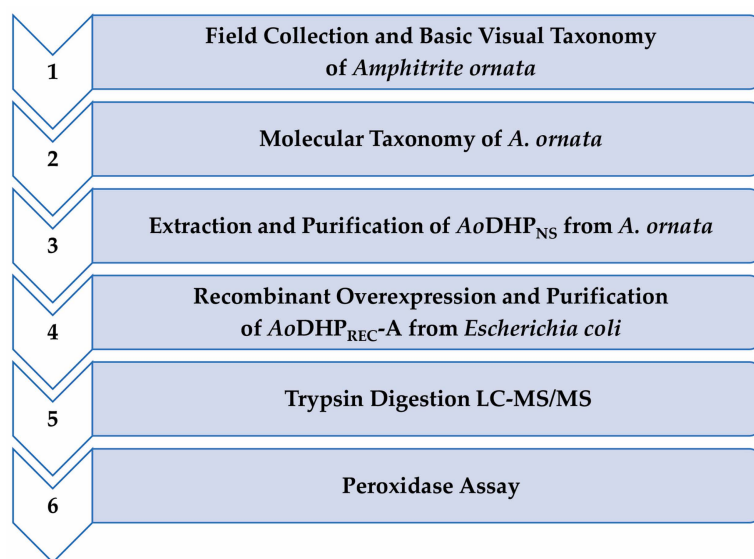 1
Field Collection and Basic Visual Taxonomy
of Amphitrite ornata
2
Molecular Taxonomy of A. ornata
3
Extraction and Purification of AoDHPNS from A. ornata
4
Recombinant Overexpression and Purification
of AoDHPREC-A from Escherichia coli
5
Trypsin Digestion LC-MS/MS
6
Peroxidase Assay